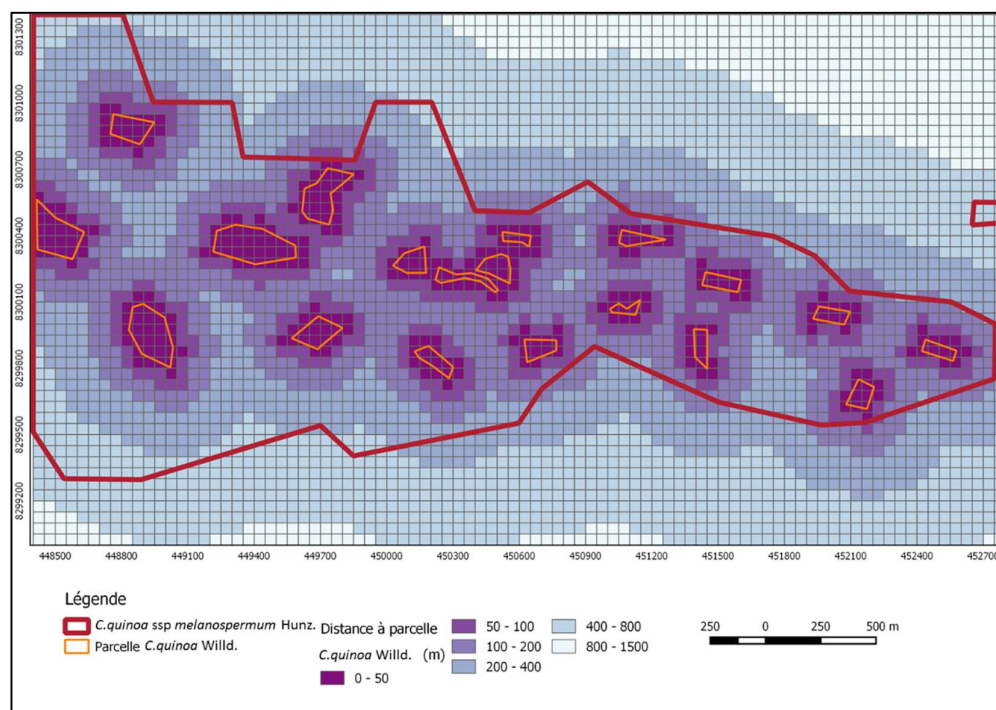 8301300
8301000
8300700
8300400
8300100
8299800
8299500
8299200
448500 448800 449100 449400 449700 450000 450300 450600 450900 451200 451500 451800 452100 452400 452700
Légende
C.quinoa ssp melanospermum Hunz.
Parcelle C.quinoa Willd.
Distance à parcelle
C.quinoa Willd. (m)
0 - 50
50 - 100
100 - 200
200 - 400
400 - 800
800 - 1500
250 0 250 500 m